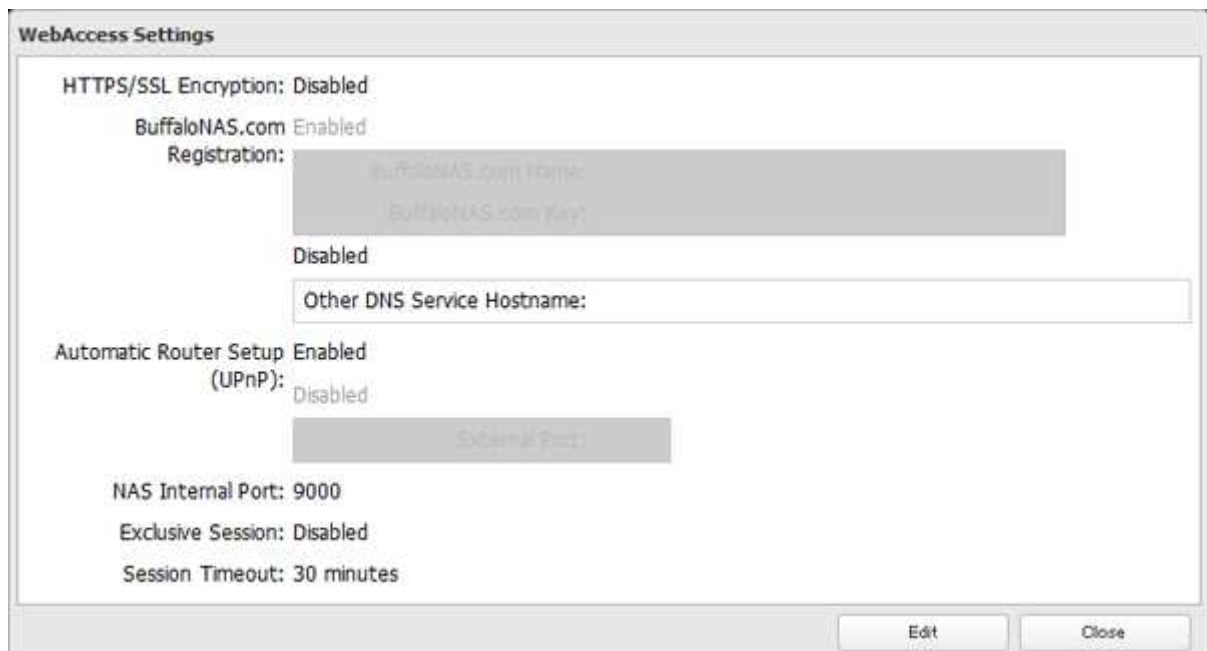 WebAccess Settings
HTTPS/SSL Encryption: Disabled
BuffaloNAS.com Enabled
Registration:
BuffaloNAS.com Name:
BuffaloNAS.com Key:
Disabled
Other DNS Service Hostname:
Automatic Router Setup Enabled
(UPnP):
Disabled
External Port:
NAS Internal Port: 9000
Exclusive Session: Disabled
Session Timeout: 30 minutes
Edit Close